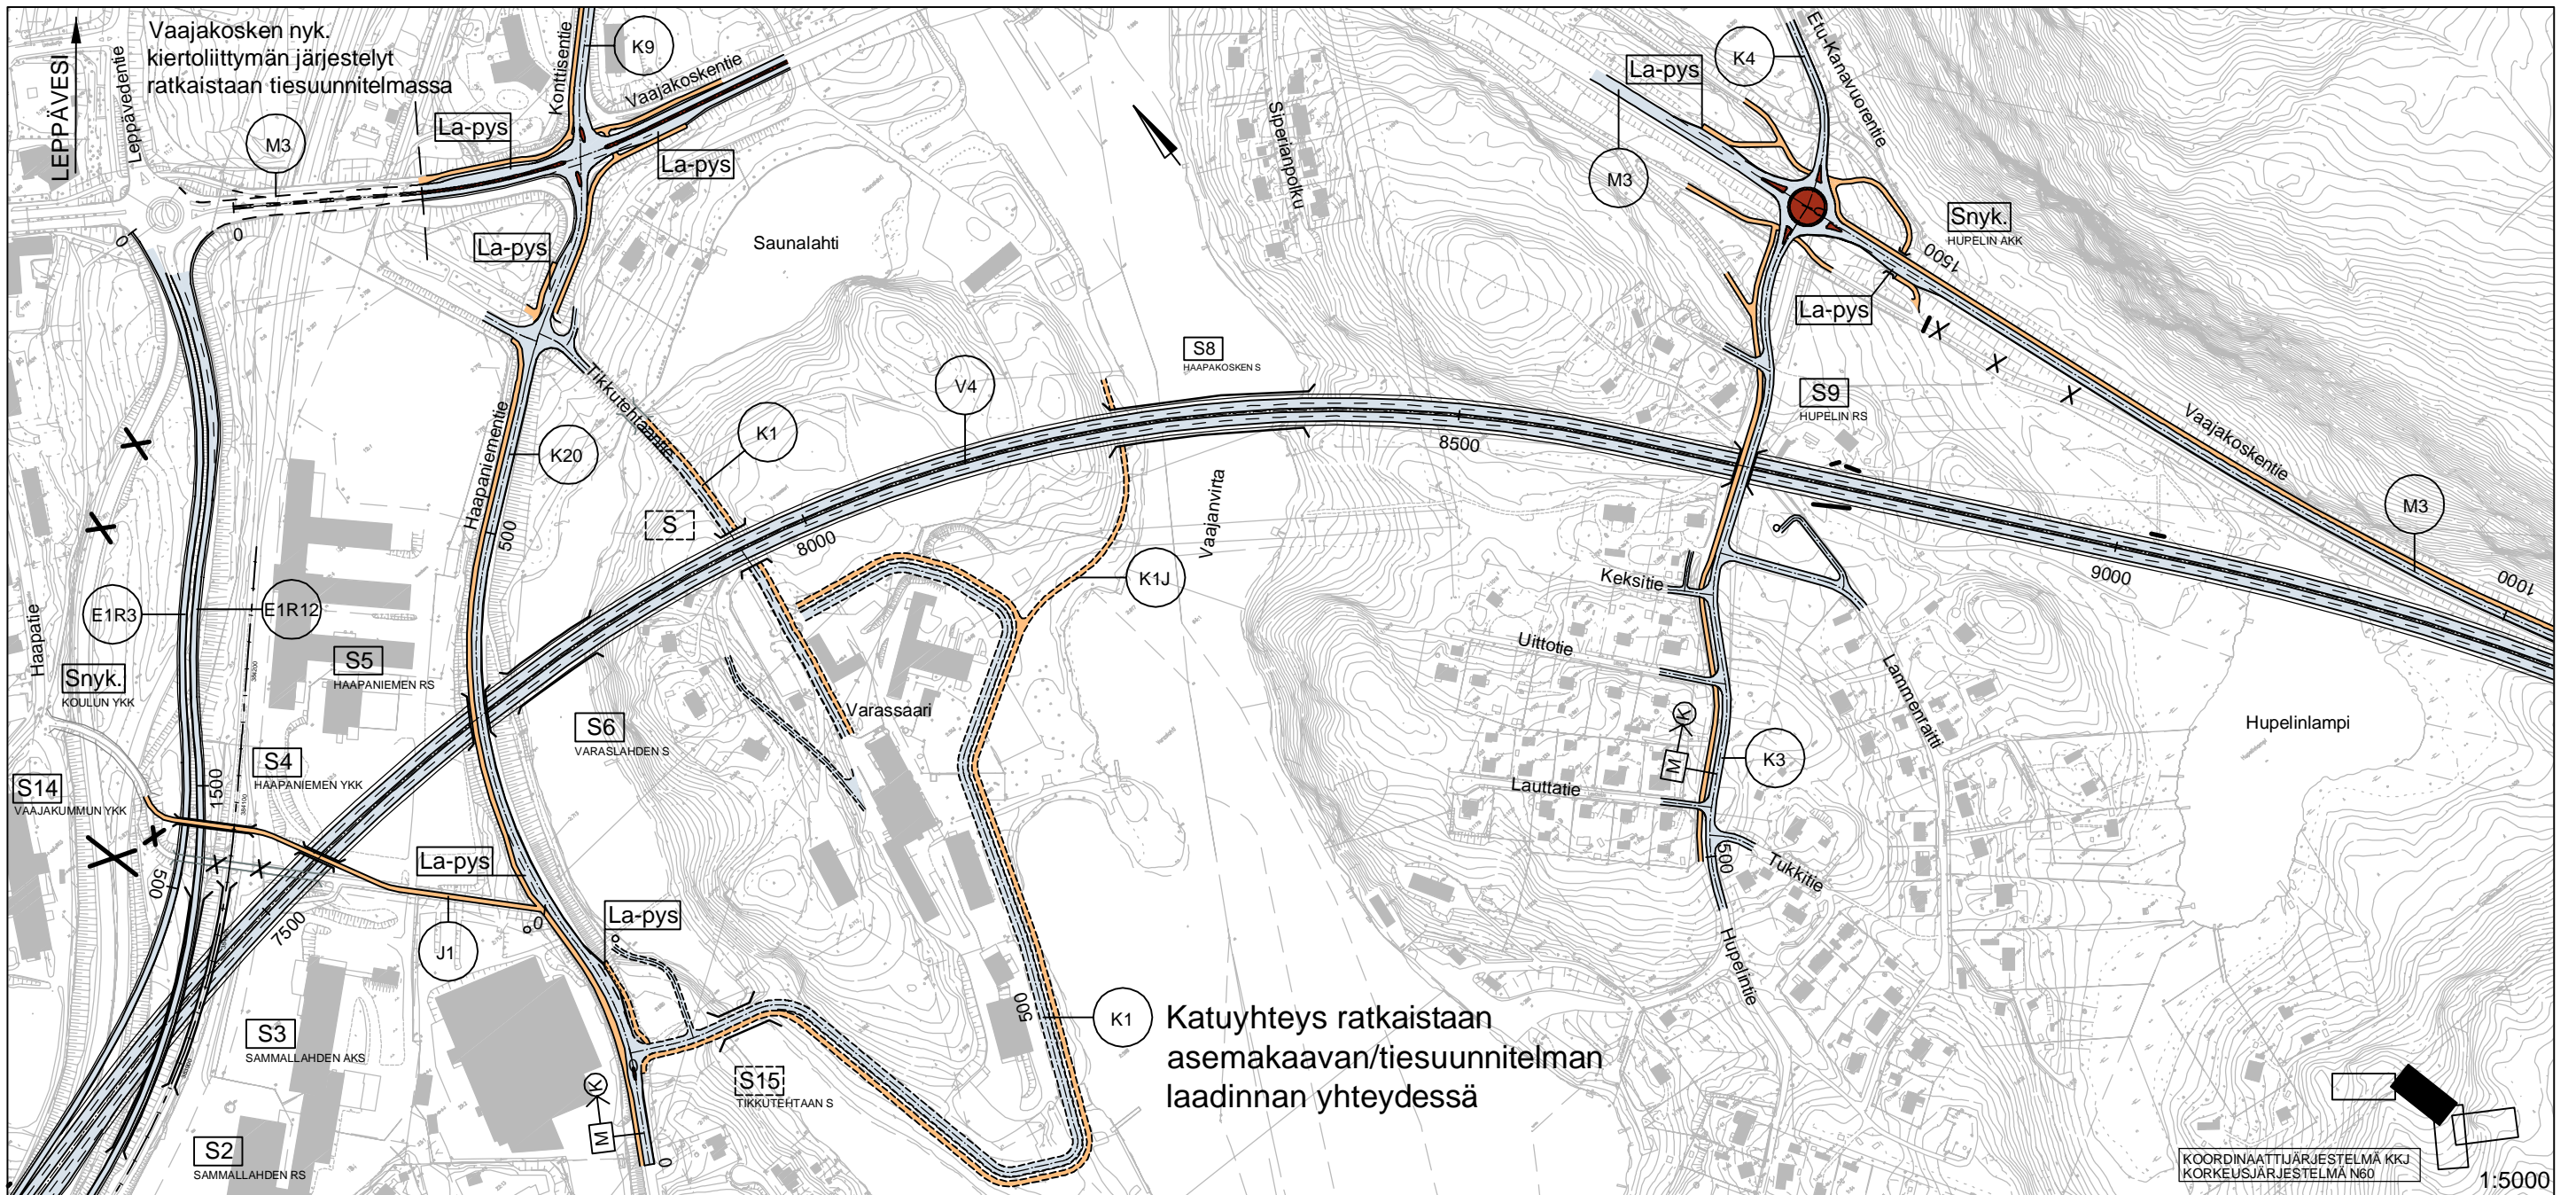 Vaajakosken nyk.
kiertoliittymän järjestelyt
ratkaistaan tiesuunnitelmassa
LEPPÄVESI
Leppävedentie
M3
La-pys
Konttisentie
K9
Vaajakoskentie
La-pys
La-pys
0
0
Saunalahti
Siperianpolku
La-pys
K4
Etu-Kanavuorentie
M3
Snyk.
HUPELIN AKK
1500
La-pys
S8
HAAPAKOSKEN S
S9
HUPELIN RS
Vaajakoskentie
M3
1000
Tikkutehtaantie
K1
V4
Haapaniementie
K20
500
S
8000
8500
9000
Vaajanvirta
K1J
Haapatie
E1R3
E1R12
Snyk.
KOULUN YKK
S5
HAAPANIEMEN RS
S6
VARASLAHDEN S
Varassaari
Keksitie
Uittotie
Lauttatie
Lammenraitti
Hupelinlampi
K
M
K3
500
Tukkitie
Hupelintie
S4
HAAPANIEMEN YKK
S14
VAAJAKUMMUN YKK
1500
500
7500
La-pys
0
J1
La-pys
S3
SAMMALLAHDEN AKS
S2
SAMMALLAHDEN RS
K
M
0
S15
TIKKUTEHTAAN S
500
K1
Katuyhteys ratkaistaan
asemakaavan/tiesuunnitelman
laadinnan yhteydessä
KOORDINAATTIJÄRJESTELMÄ KKJ
KORKEUSJÄRJESTELMÄ N60
1:5000